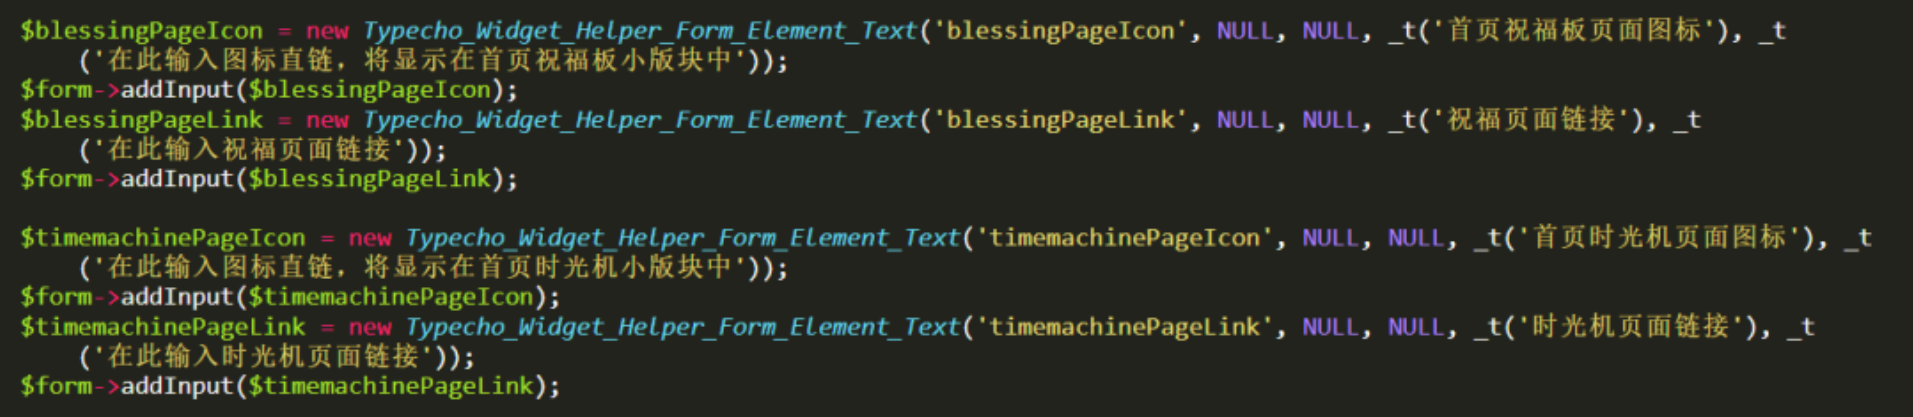 $blessingPageIcon = new Typecho_Widget_Helper_Form_Element_Text('blessingPageIcon', NULL, NULL, _t('首页祝福板页面图标'), _t
('在此输入图标直链，将显示在首页祝福板小版块中'));
$form->addInput($blessingPageIcon);
$blessingPageLink = new Typecho_Widget_Helper_Form_Element_Text('blessingPageLink', NULL, NULL, _t('祝福页面链接'), _t
('在此输入祝福页面链接'));
$form->addInput($blessingPageLink);
$timemachinePageIcon = new Typecho_Widget_Helper_Form_Element_Text('timemachinePageIcon', NULL, NULL, _t('首页时光机页面图标'), _t
('在此输入图标直链，将显示在首页时光机小版块中'));
$form->addInput($timemachinePageIcon);
$timemachinePageLink = new Typecho_Widget_Helper_Form_Element_Text('timemachinePageLink', NULL, NULL, _t('时光机页面链接'), _t
('在此输入时光机页面链接'));
$form->addInput($timemachinePageLink);